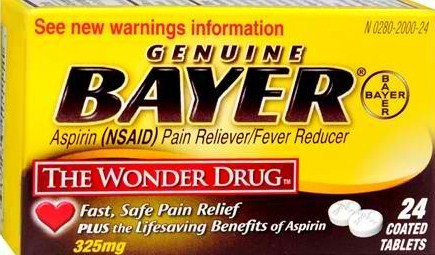 See new warnings information
N 0280-2000-24
GENUINE
BAYER®
BAYER
BAYER
Aspirin (NSAID) Pain Reliever/Fever Reducer
THE WONDER DRUG™
Fast, Safe Pain Relief
PLUS the Lifesaving Benefits of Aspirin
325mg
24
COATED
TABLETS